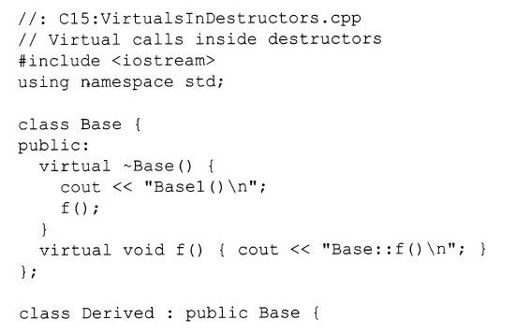 //: C15:VirtualsInDestructors.cpp
// Virtual calls inside destructors
#include <iostream>
using namespace std;

class Base {
public:
  virtual ~Base() {
    cout << "Base1()\n";
    f();
  }
  virtual void f() { cout << "Base::f()\n"; }
};

class Derived : public Base {